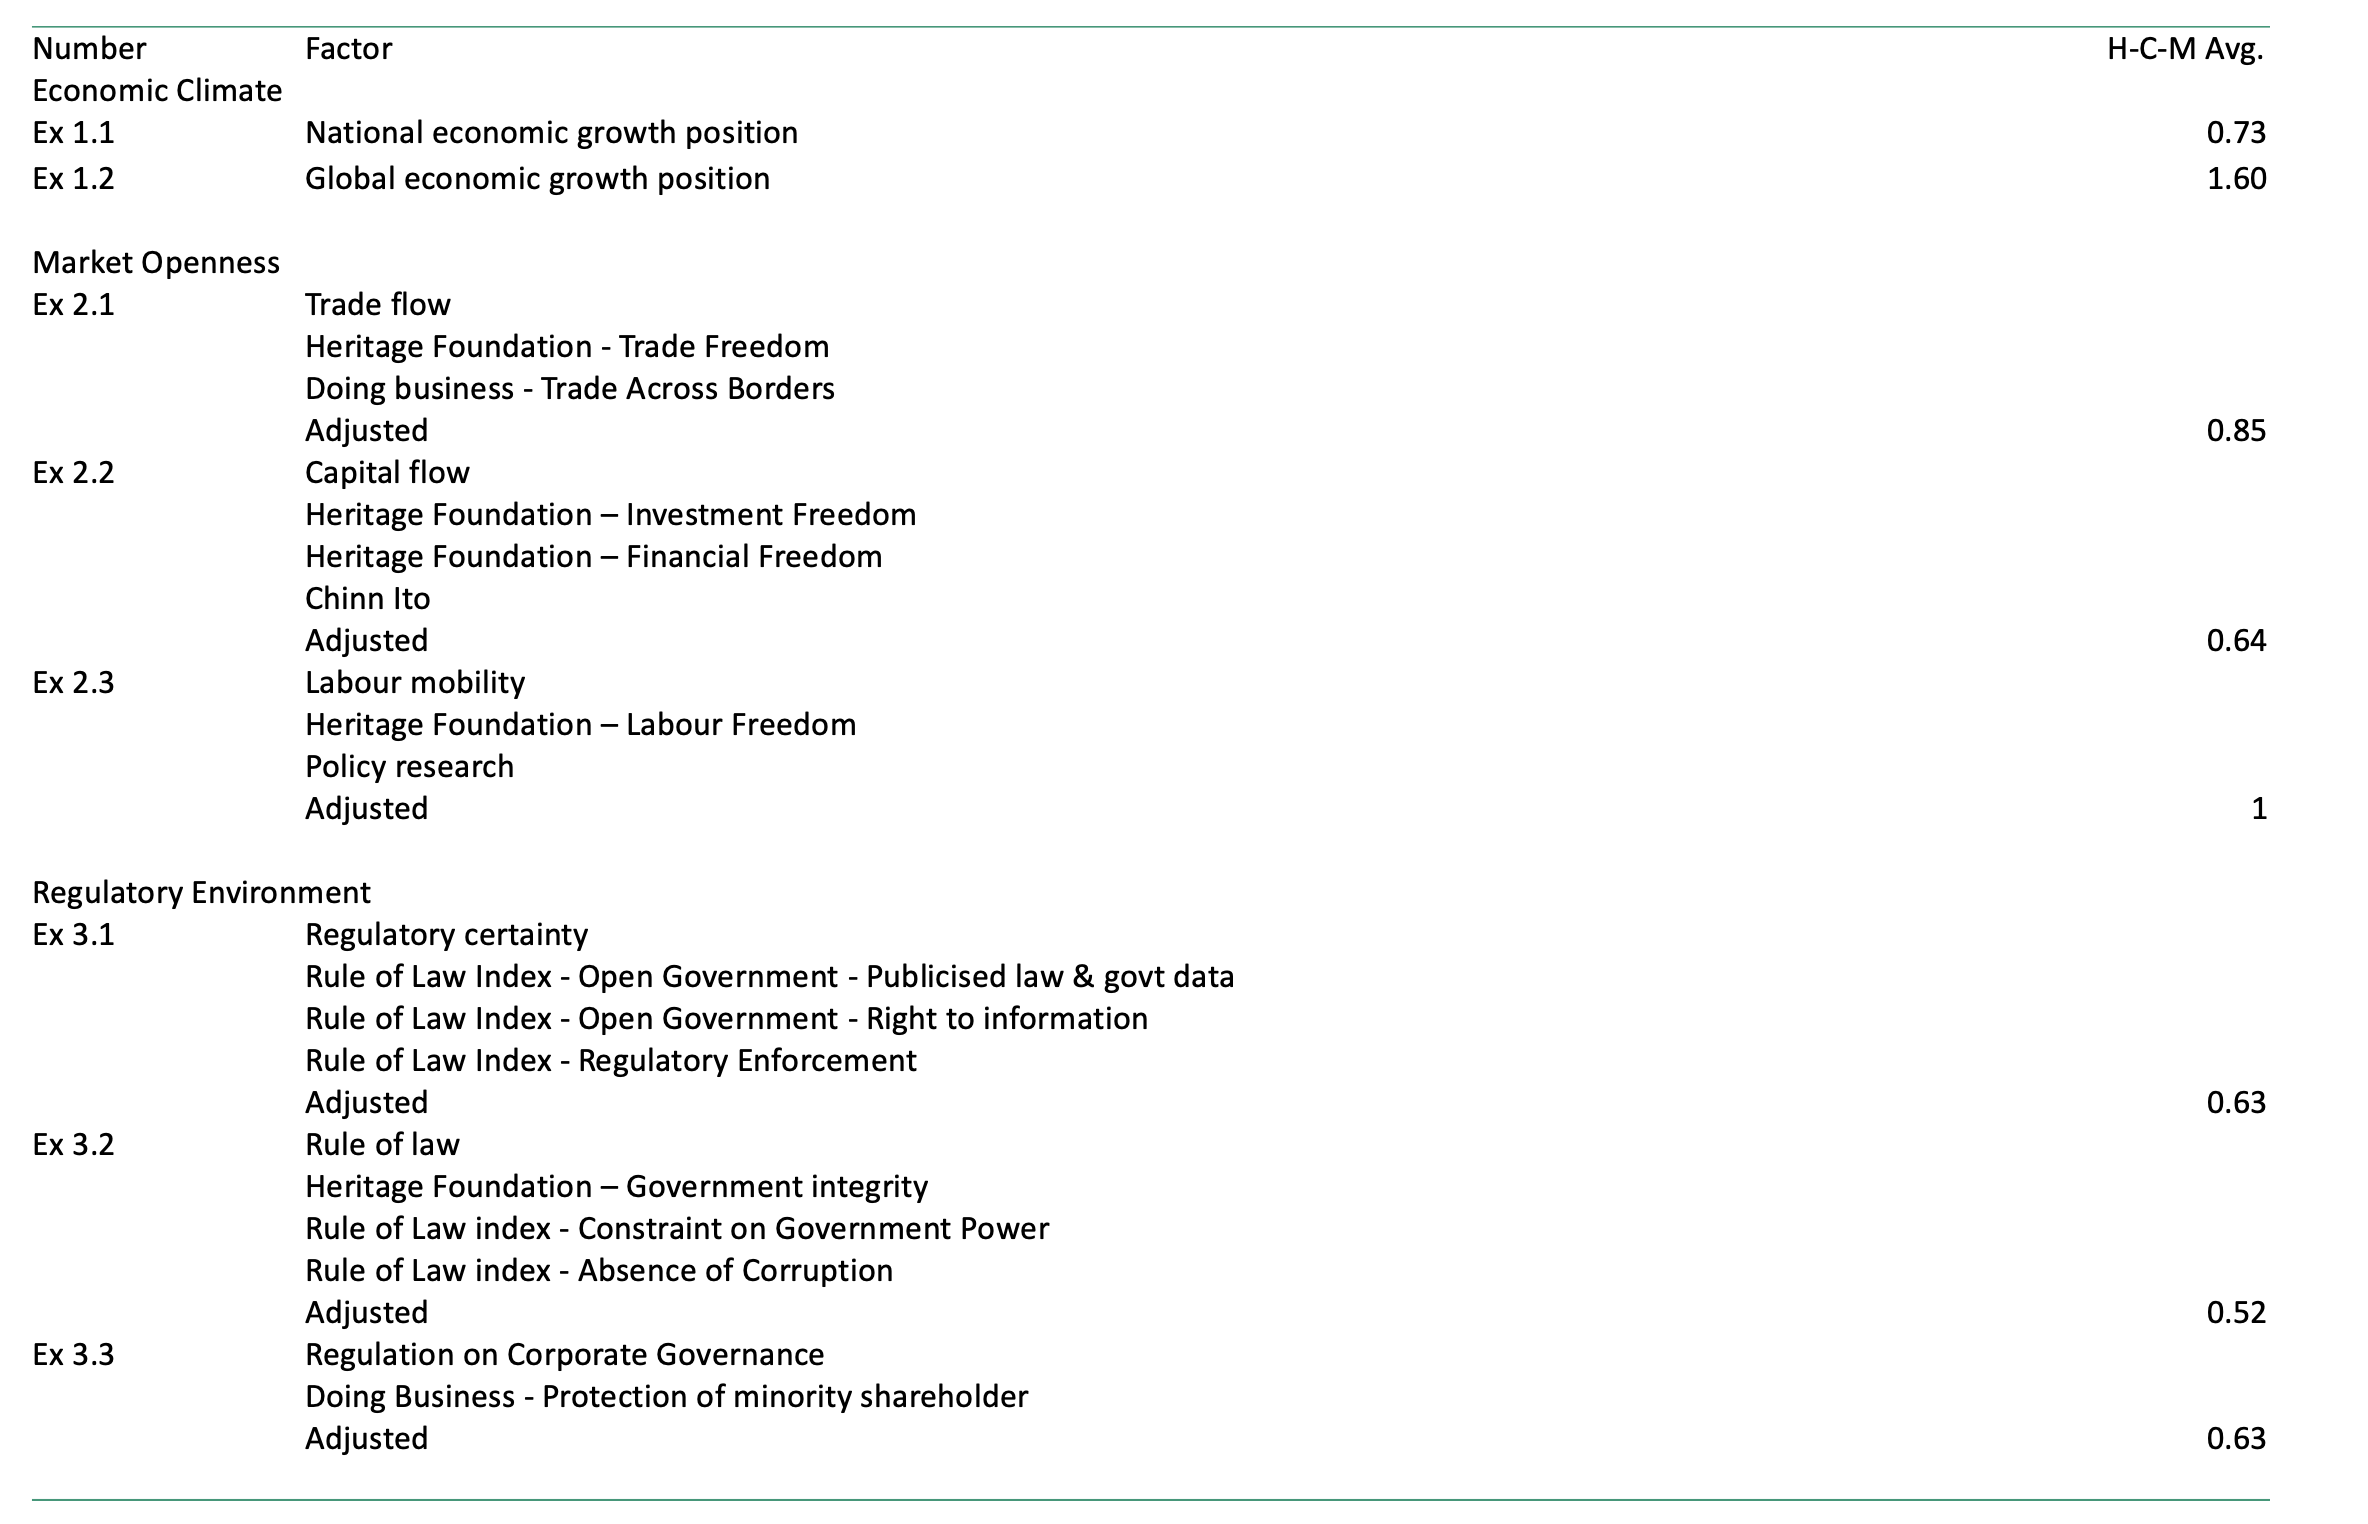 Number Factor H-C-M Avg.
Economic Climate
Ex 1.1 National economic growth position 0.73
Ex 1.2 Global economic growth position 1.60
Market Openness
Ex 2.1 Trade flow
Heritage Foundation - Trade Freedom
Doing business - Trade Across Borders
Adjusted 0.85
Ex 2.2 Capital flow
Heritage Foundation – Investment Freedom
Heritage Foundation – Financial Freedom
Chinn Ito
Adjusted 0.64
Ex 2.3 Labour mobility
Heritage Foundation – Labour Freedom
Policy research
Adjusted 1
Regulatory Environment
Ex 3.1 Regulatory certainty
Rule of Law Index - Open Government - Publicised law & govt data
Rule of Law Index - Open Government - Right to information
Rule of Law Index - Regulatory Enforcement
Adjusted 0.63
Ex 3.2 Rule of law
Heritage Foundation – Government integrity
Rule of Law index - Constraint on Government Power
Rule of Law index - Absence of Corruption
Adjusted 0.52
Ex 3.3 Regulation on Corporate Governance
Doing Business - Protection of minority shareholder
Adjusted 0.63